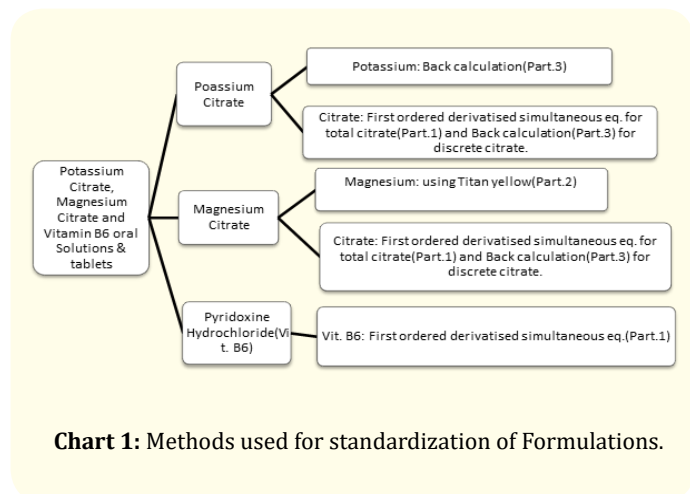 Potassium
Citrate,
Magnesium
Citrate and
Vitamin B6 oral
Solutions &
tablets
Poassium
Citrate
Potassium: Back calculation(Part.3)
Citrate: First ordered derivatised simultaneous eq. for
total citrate(Part.1) and Back calculation(Part.3) for
discrete citrate.
Magnesium
Citrate
Magnesium: using Titan yellow(Part.2)
Citrate: First ordered derivatised simultaneous eq. for
total citrate(Part.1) and Back calculation(Part.3) for
discrete citrate.
Pyridoxine
Hydrochloride(Vi
t. B6)
Vit. B6: First ordered derivatised simultaneous eq.(Part.1)
Chart 1: Methods used for standardization of Formulations.